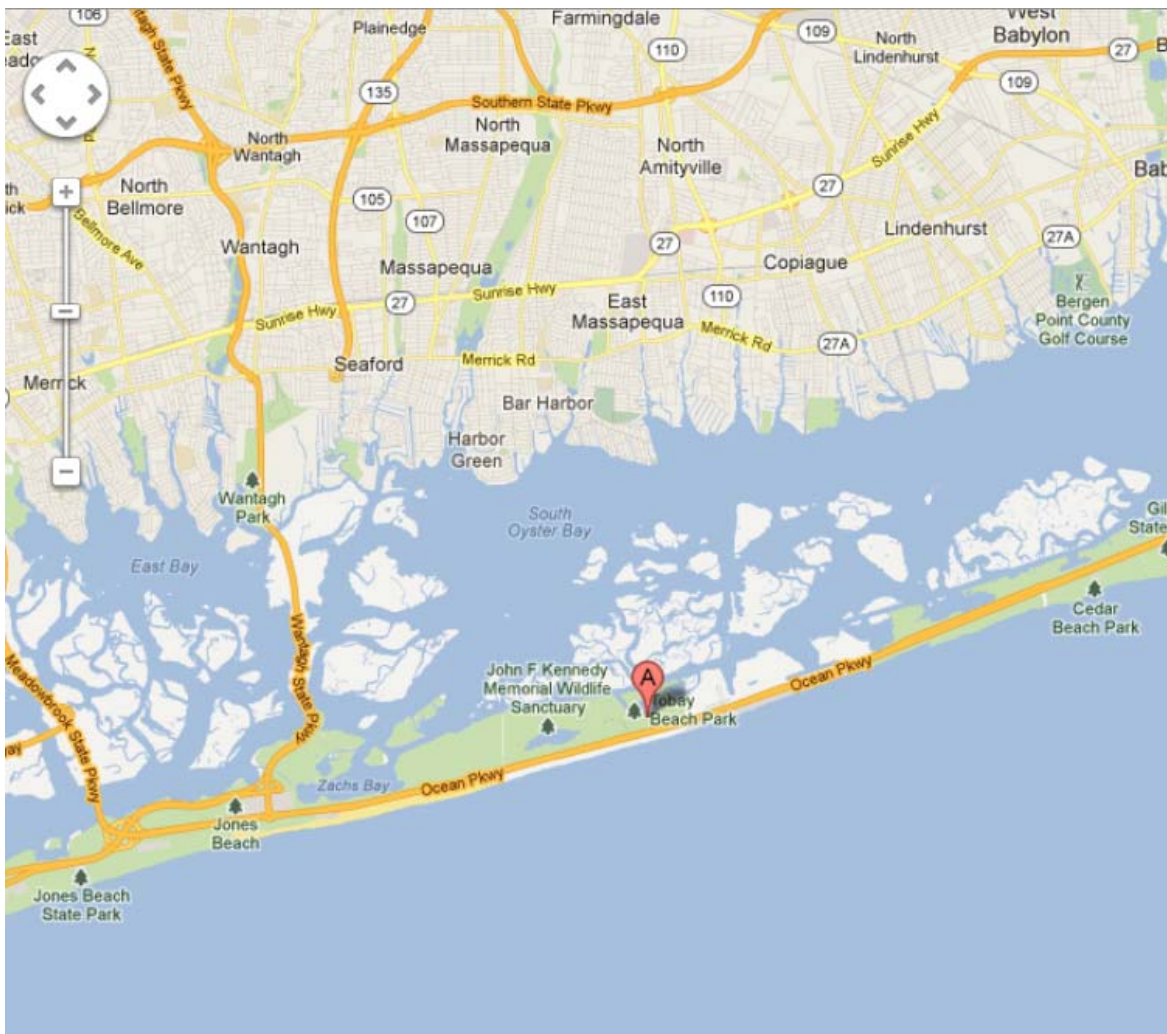 106
Wantagh State Pkwy
Plainedge
Farmingdale
110
109
West
Babylon
North
Lindenhurst
27
109
East
135
Southern State Pkwy
North
Massapequa
North
Wantagh
North
Amityville
Sunrise Hwy
North
Bellmore
Bellmore Ave
105
107
27
Wantagh
Massapequa
27
Lindenhurst
27A
Copiague
Sunrise Hwy
27
Sunrise Hwy
110
East
Massapequa
Merrick Rd
27A
Bergen
Point County
Golf Course
Seaford
Merrick Rd
Merrick
Bar Harbor
Harbor
Green
Wantagh
Park
South
Oyster Bay
East Bay
Cedar
Beach Park
Wantagh State Pkwy
Meadowbrook State Pkwy
John F Kennedy
Memorial Wildlife
Sanctuary
A
Tobay
Beach Park
Ocean Pkwy
Zachs Bay
Ocean Pkwy
Jones
Beach
Jones Beach
State Park